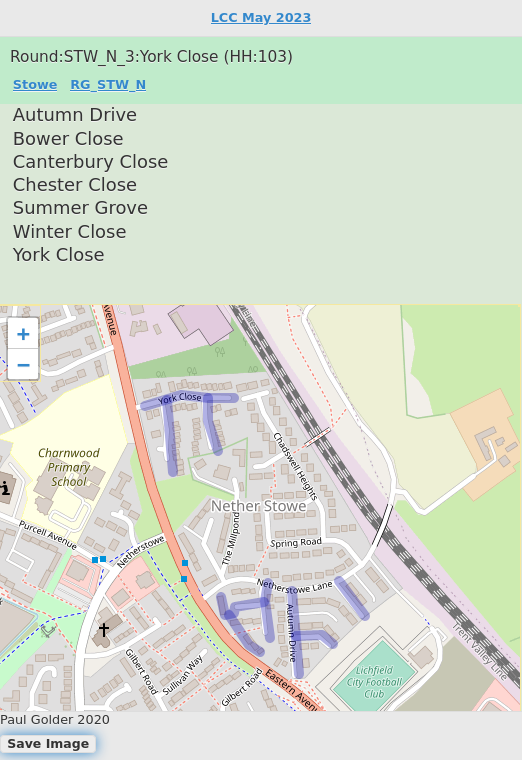 LCC May 2023
Round:STW_N_3:York Close (HH:103)
Stowe RG_STW_N
Autumn Drive
Bower Close
Canterbury Close
Chester Close
Summer Grove
Winter Close
York Close
+
−
Avenue
York Close
Charnwood
Primary
School
Chadswell Heights
Nether Stowe
The Millpond
Purcell Avenue
Netherstowe
Spring Road
Netherstowe Lane
Autumn Drive
Trent Valley Line
Gilbert Road
Sullivan Way
Gilbert Road
Eastern Avenu
Lichfield
City Football
Club
Paul Golder 2020
Save Image